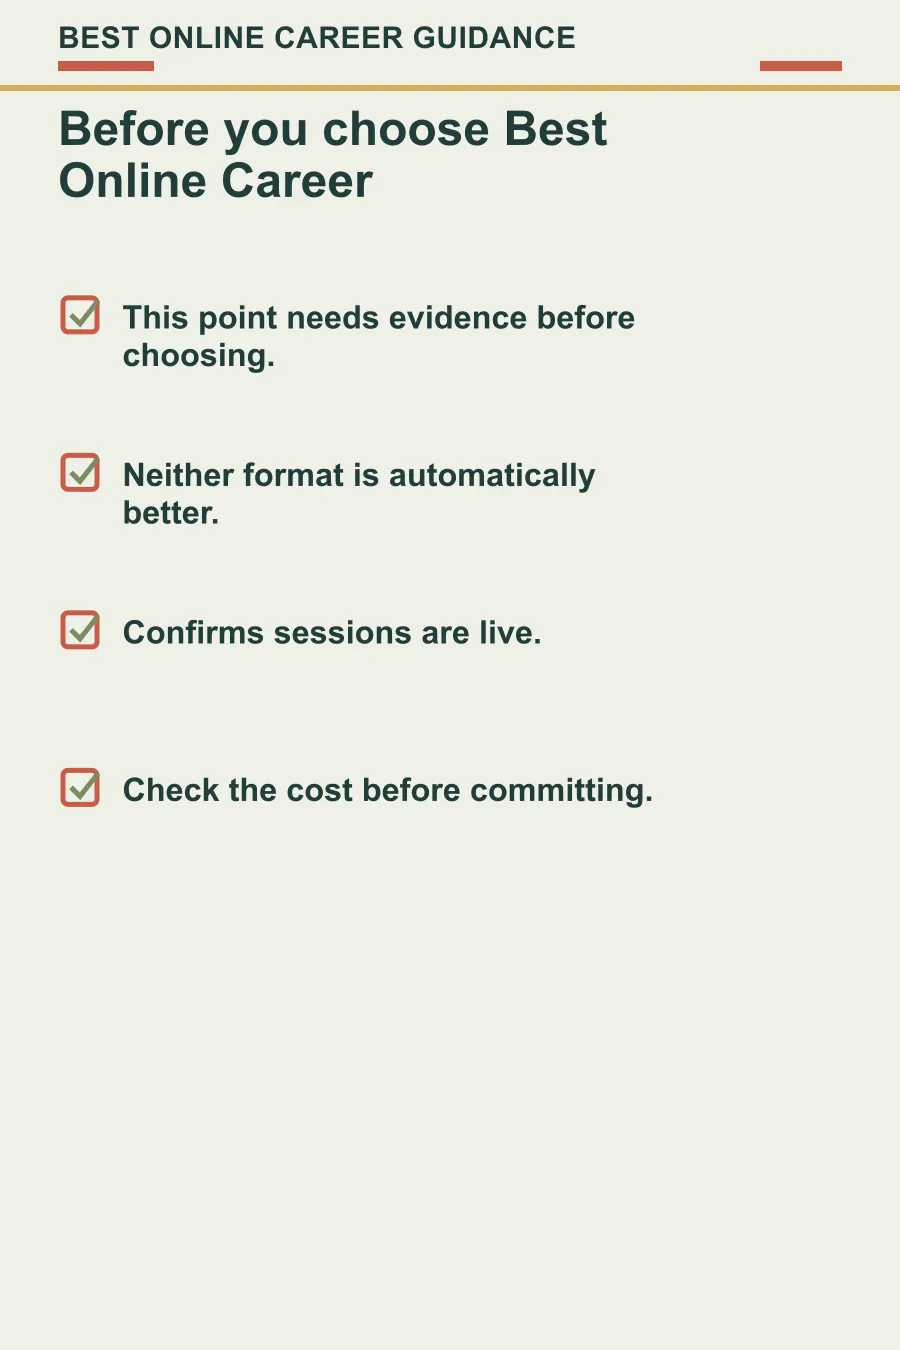 BEST ONLINE CAREER GUIDANCE
Before you choose Best
Online Career
This point needs evidence before
choosing.
Neither format is automatically
better.
Confirms sessions are live.
Check the cost before committing.